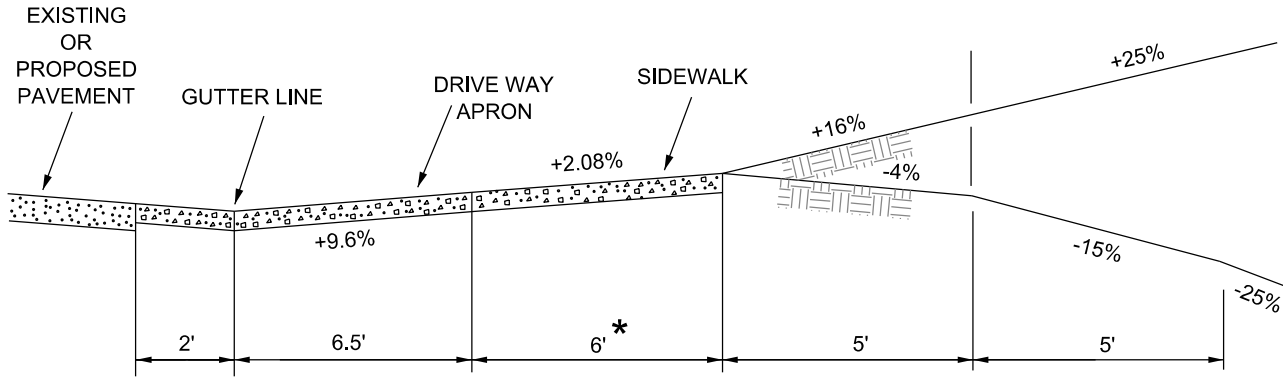 EXISTING
OR
PROPOSED
PAVEMENT
GUTTER LINE
DRIVE WAY
APRON
SIDEWALK
+25%
+16%
+2.08%
-4%
+9.6%
-15%
-25%
2'
6.5'
6' *
5'
5'